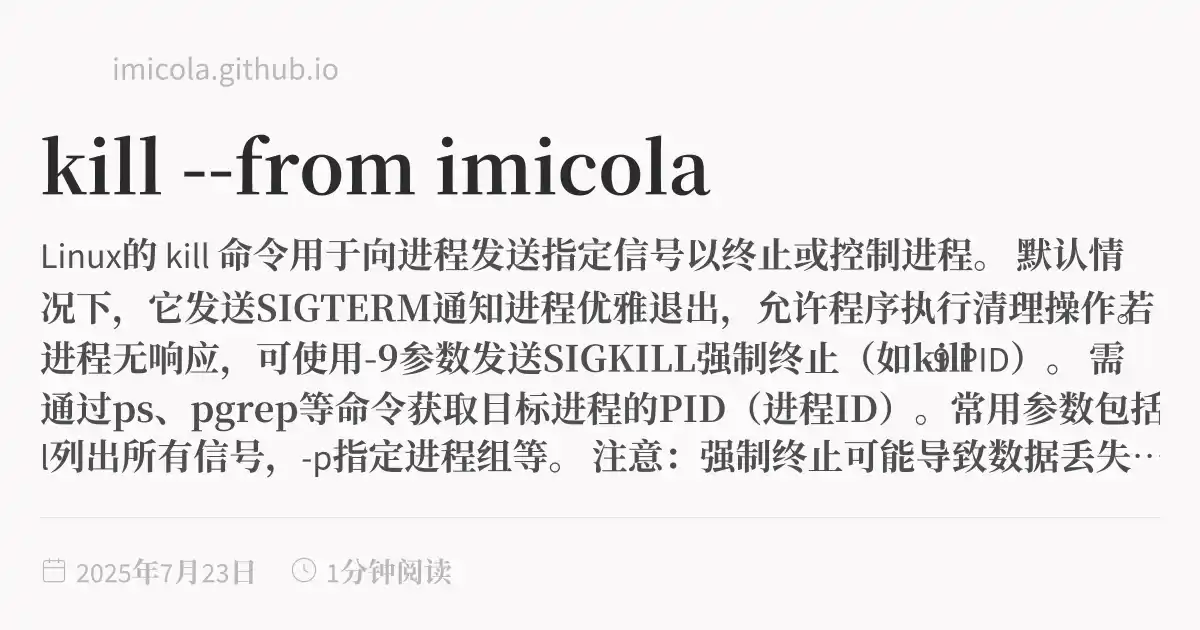 imicola.github.io
kill --from imicola
Linux的 kill 命令用于向进程发送指定信号以终止或控制进程。 默认情
况下，它发送SIGTERM通知进程优雅退出，允许程序执行清理操作。若
进程无响应，可使用-9参数发送SIGKILL强制终止（如kill -9 PID）。 需
通过ps、pgrep等命令获取目标进程的PID（进程ID）。常用参数包括
l列出所有信号，-p指定进程组等。 注意：强制终止可能导致数据丢失…
2025年7月23日 1分钟阅读